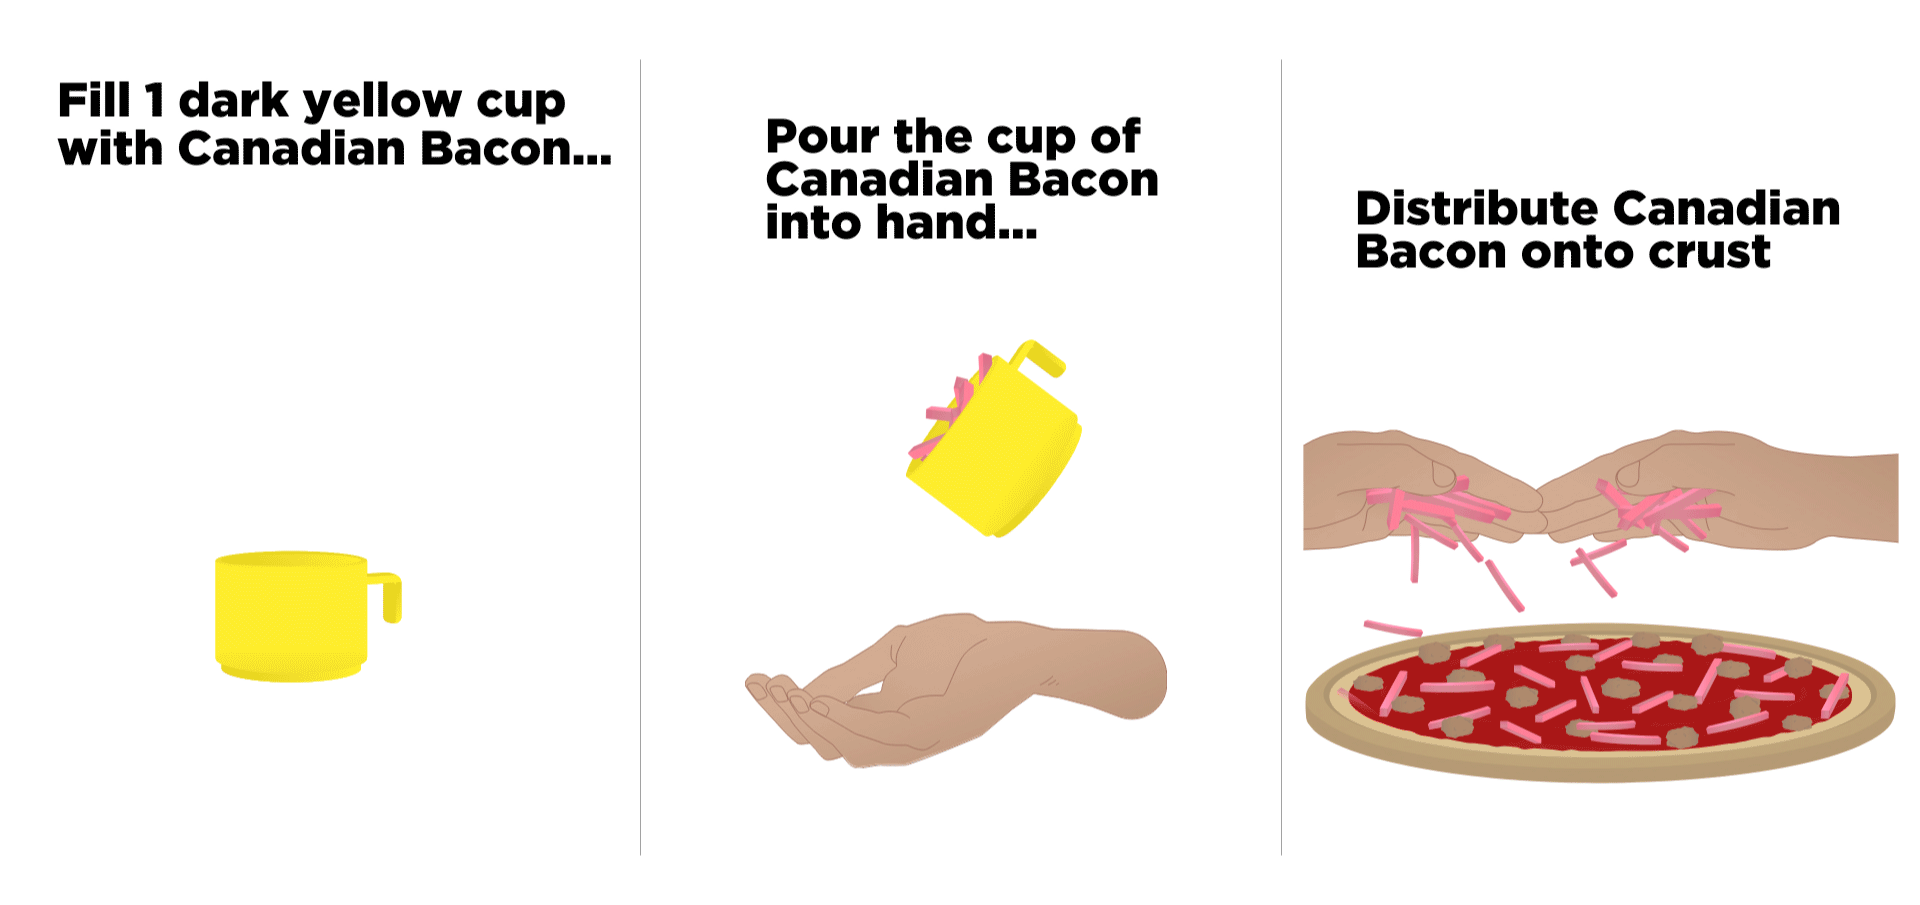 Fill 1 dark yellow cup
with Canadian Bacon...
Pour the cup of
Canadian Bacon
into hand...
Distribute Canadian
Bacon onto crust